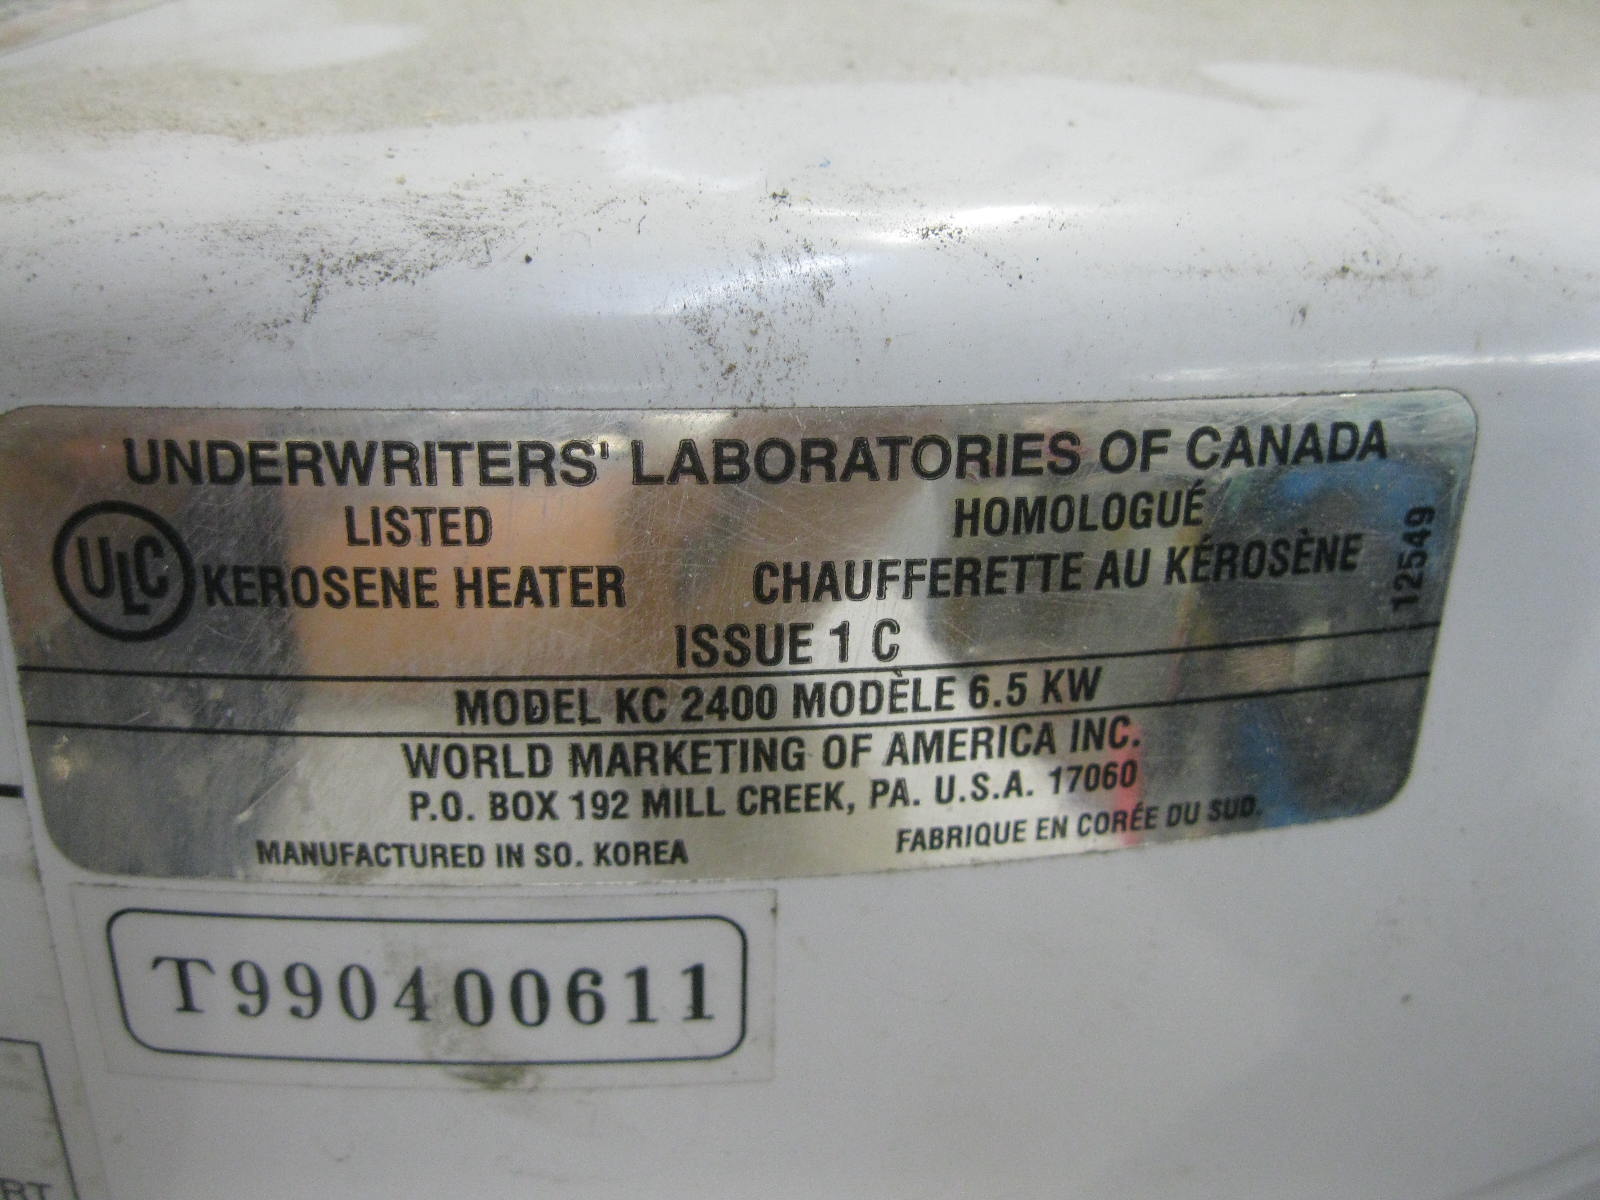 UNDERWRITERS' LABORATORIES OF CANADA
ULC
LISTED
KEROSENE HEATER
HOMOLOGUÉ
CHAUFFERETTE AU KÉROSÈNE
12549
ISSUE 1 C
MODEL KC 2400 MODÈLE 6.5 KW
WORLD MARKETING OF AMERICA INC.
P.O. BOX 192 MILL CREEK, PA. U.S.A. 17060
MANUFACTURED IN SO. KOREA
FABRIQUE EN CORÉE DU SUD.
T990400611